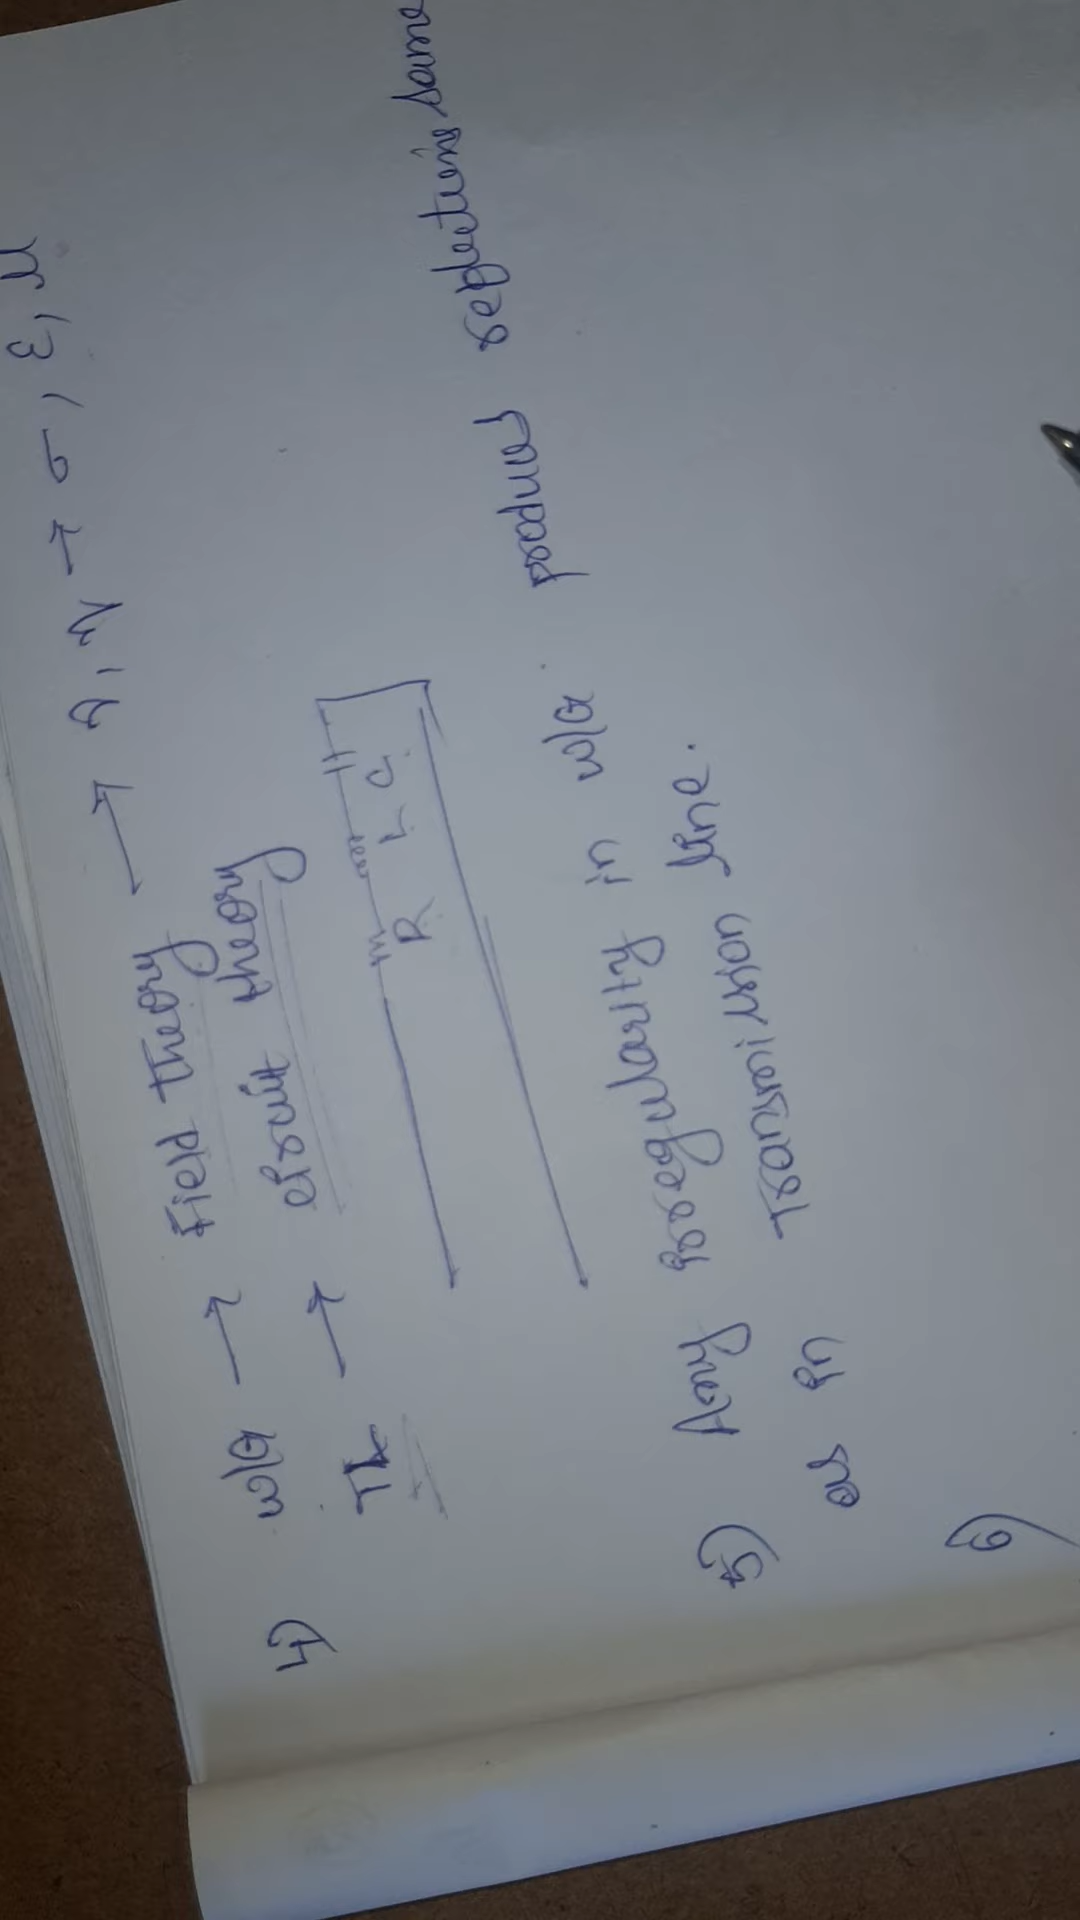 4) W/G → Field Theory → λ, η → σ, ε, μ
TL → circuit theory
R L C
5) Any irregularity in W/G produces reflections same
as in Transmission line.
6)